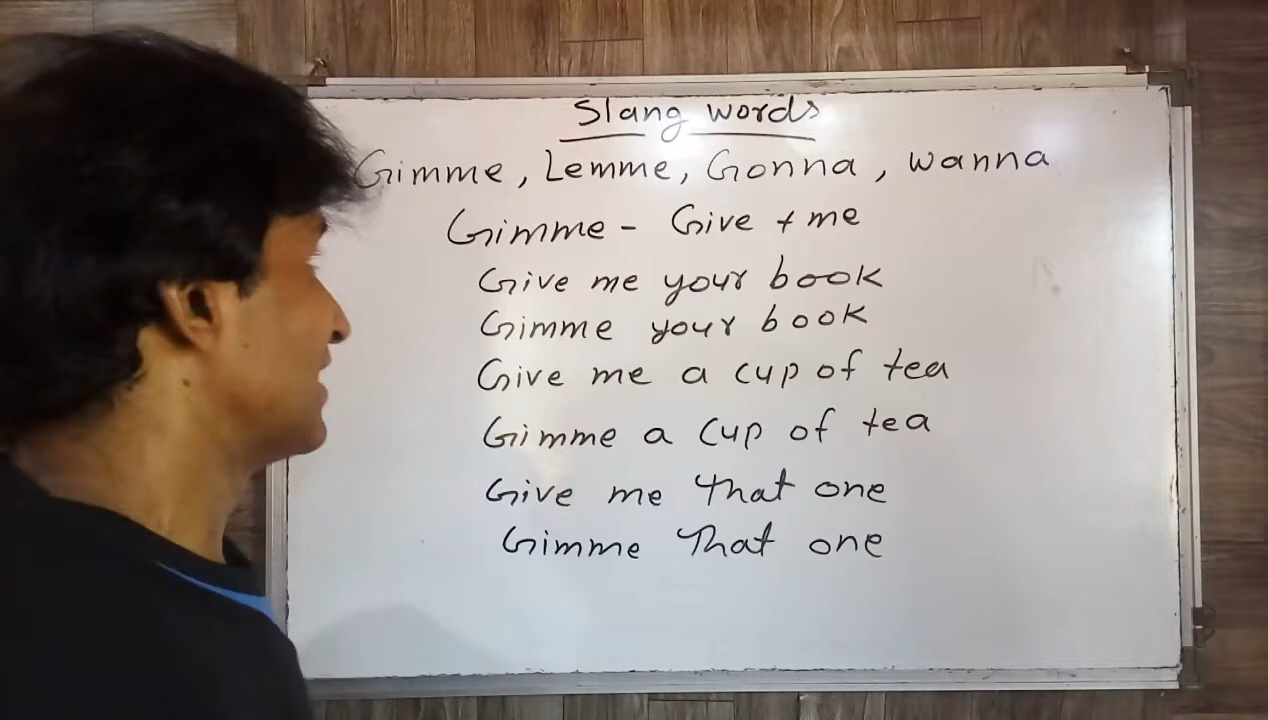 Slang words
Gimme, Lemme, Gonna, wanna
Gimme - Give + me
Give me your book
Gimme your book
Give me a cup of tea
Gimme a cup of tea
Give me that one
Gimme That one